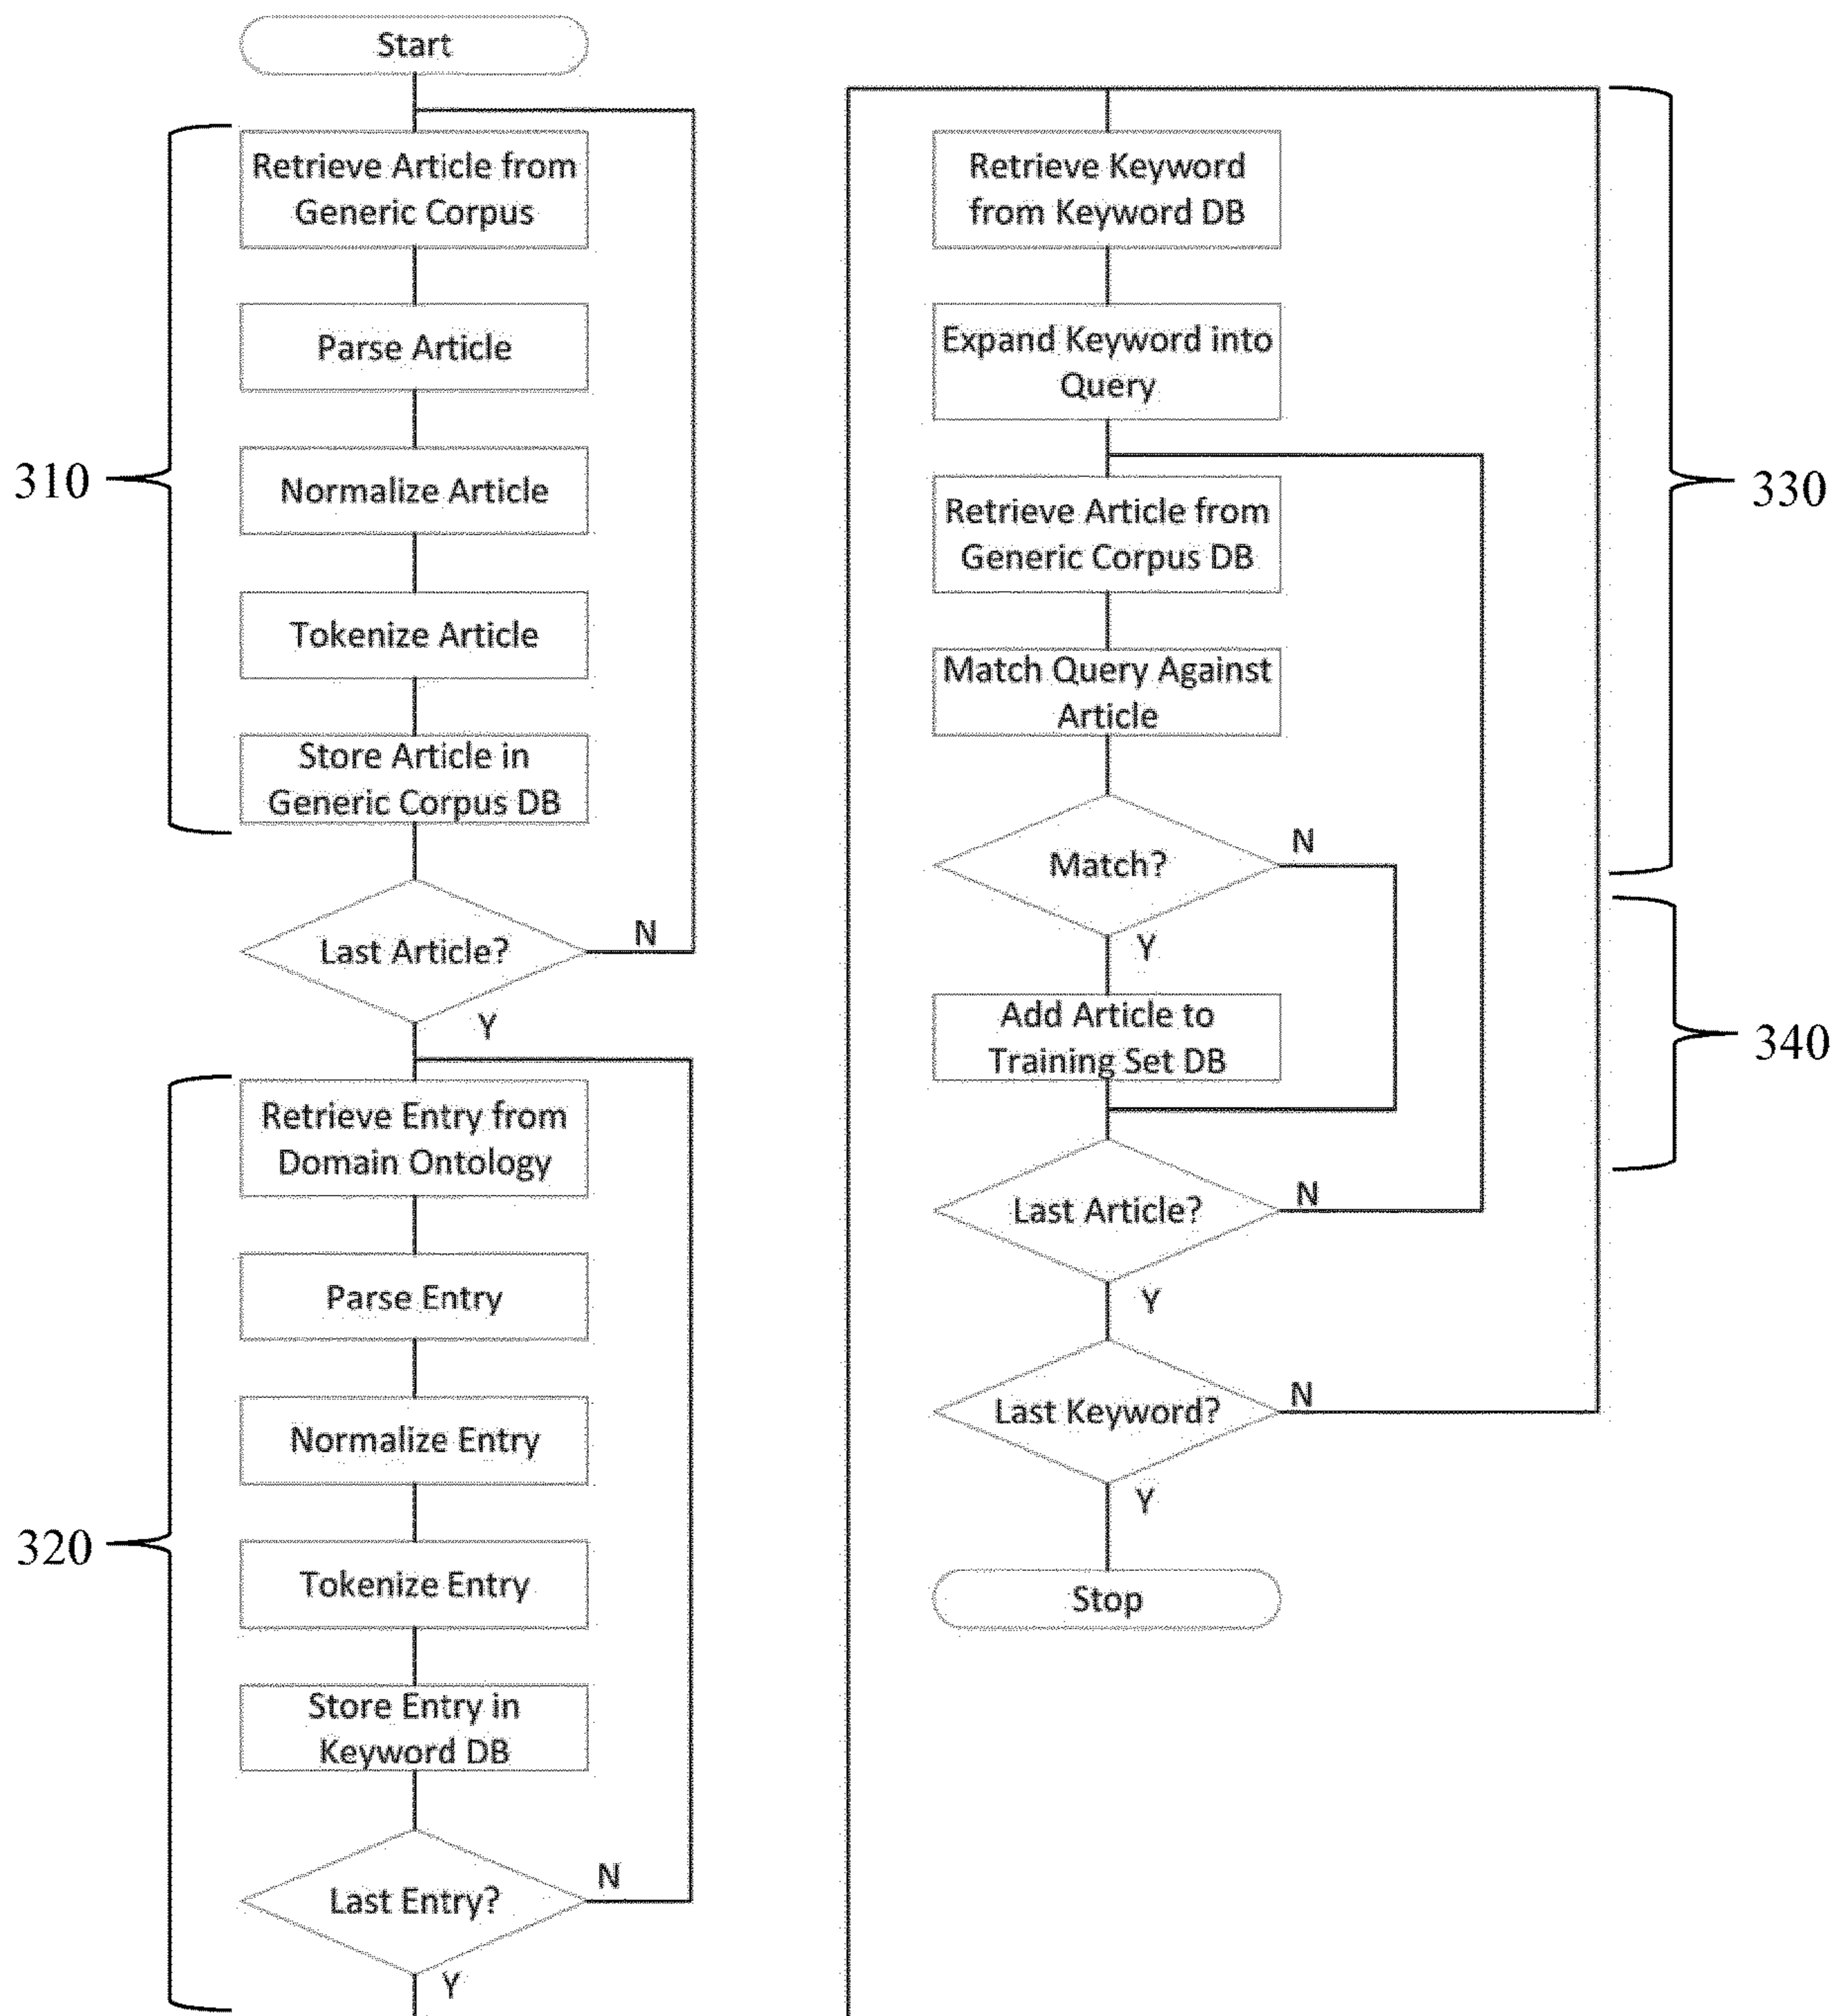 Start
Retrieve Article from
Generic Corpus
Parse Article
310
Normalize Article
Tokenize Article
Store Article in
Generic Corpus DB
Last Article?
N
Y
Retrieve Entry from
Domain Ontology
Parse Entry
Normalize Entry
320
Tokenize Entry
Store Entry in
Keyword DB
Last Entry?
N
Y
Retrieve Keyword
from Keyword DB
Expand Keyword into
Query
330
Retrieve Article from
Generic Corpus DB
Match Query Against
Article
Match?
N
Y
Add Article to
Training Set DB
340
Last Article?
N
Y
Last Keyword?
N
Y
Stop